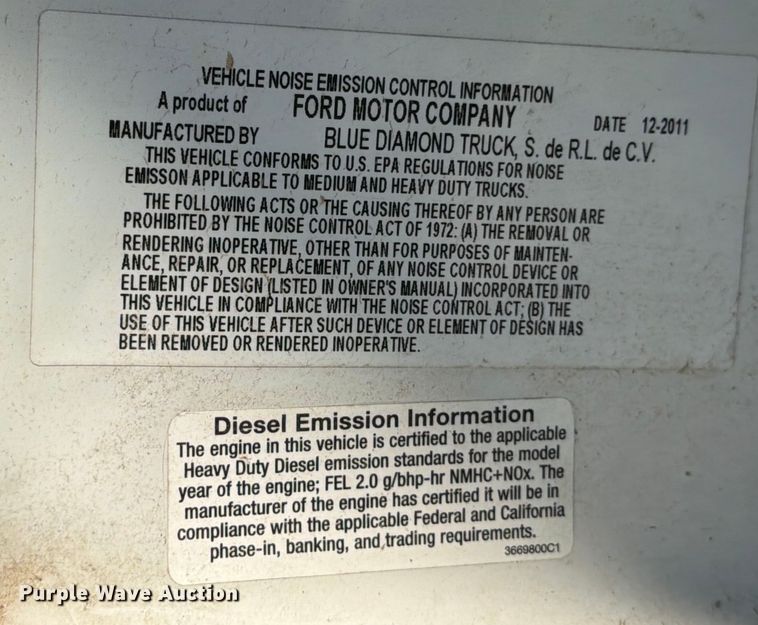 VEHICLE NOISE EMISSION CONTROL INFORMATION
A product of FORD MOTOR COMPANY DATE 12-2011
MANUFACTURED BY BLUE DIAMOND TRUCK, S. de R.L. de C.V.
THIS VEHICLE CONFORMS TO U.S. EPA REGULATIONS FOR NOISE
EMISSON APPLICABLE TO MEDIUM AND HEAVY DUTY TRUCKS.
THE FOLLOWING ACTS OR THE CAUSING THEREOF BY ANY PERSON ARE
PROHIBITED BY THE NOISE CONTROL ACT OF 1972: (A) THE REMOVAL OR
RENDERING INOPERATIVE, OTHER THAN FOR PURPOSES OF MAINTEN-
ANCE, REPAIR, OR REPLACEMENT, OF ANY NOISE CONTROL DEVICE OR
ELEMENT OF DESIGN (LISTED IN OWNER'S MANUAL) INCORPORATED INTO
THIS VEHICLE IN COMPLIANCE WITH THE NOISE CONTROL ACT; (B) THE
USE OF THIS VEHICLE AFTER SUCH DEVICE OR ELEMENT OF DESIGN HAS
BEEN REMOVED OR RENDERED INOPERATIVE.
Diesel Emission Information
The engine in this vehicle is certified to the applicable
Heavy Duty Diesel emission standards for the model
year of the engine; FEL 2.0 g/bhp-hr NMHC+NOx. The
manufacturer of the engine has certified it will be in
compliance with the applicable Federal and California
phase-in, banking, and trading requirements.
3669800C1
Purple Wave Auction